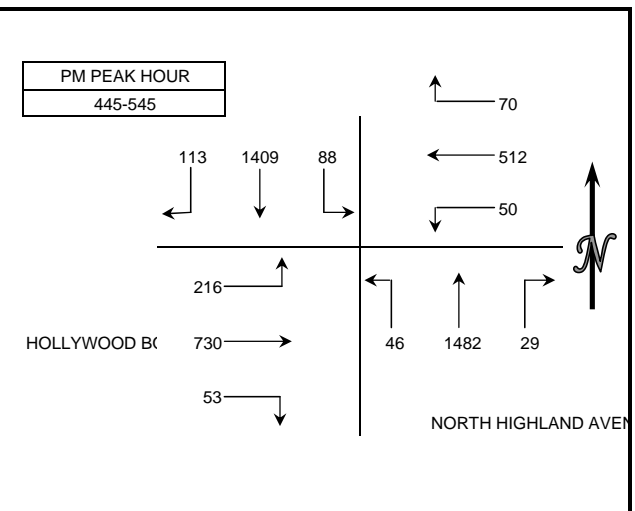 PM PEAK HOUR
445-545
70
113 1409 88
512
50
216
N
HOLLYWOOD BO 730
46 1482 29
53
NORTH HIGHLAND AVEN